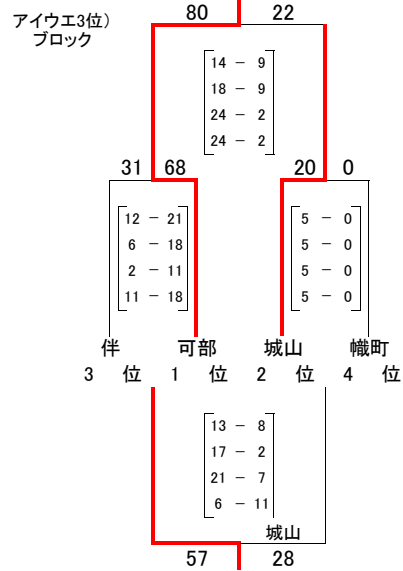 80 22
アイウエ3位)
ブロック
14 － 9
18 － 9
24 － 2
24 － 2
31 68 20 0
12 － 21 5 － 0
6 － 18 5 － 0
2 － 11 5 － 0
11 － 18 5 － 0
伴 可部 城山 幟町
3 位 1 位 2 位 4 位
13 － 8
17 － 2
21 － 7
6 － 11
城山
57 28